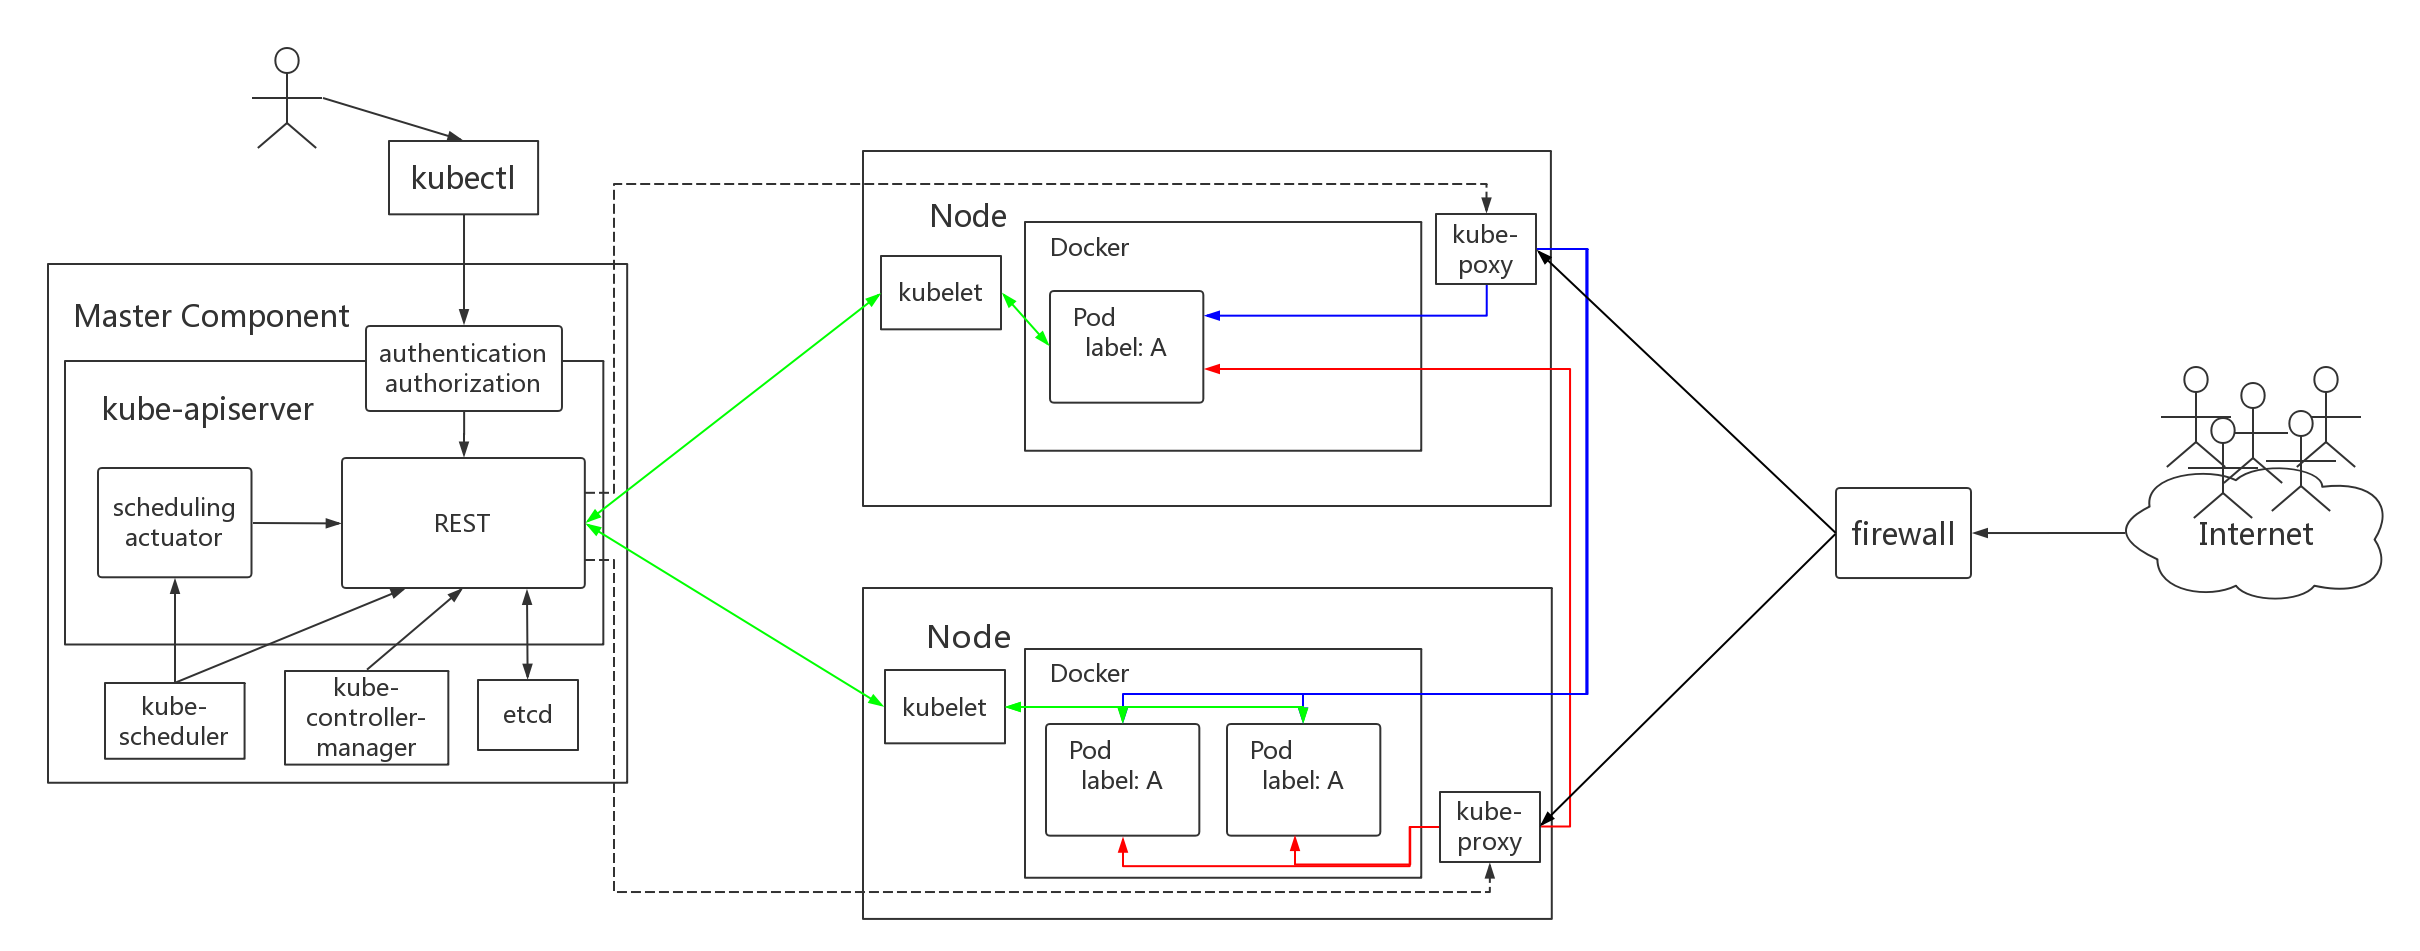 kubectl
Master Component
authentication
authorization
kube-apiserver
scheduling
actuator
REST
kube-
scheduler
kube-
controller-
manager
etcd
Node
Docker
kube-
poxy
kubelet
Pod
label: A
Node
Docker
kubelet
Pod
label: A
Pod
label: A
kube-
proxy
firewall
Internet